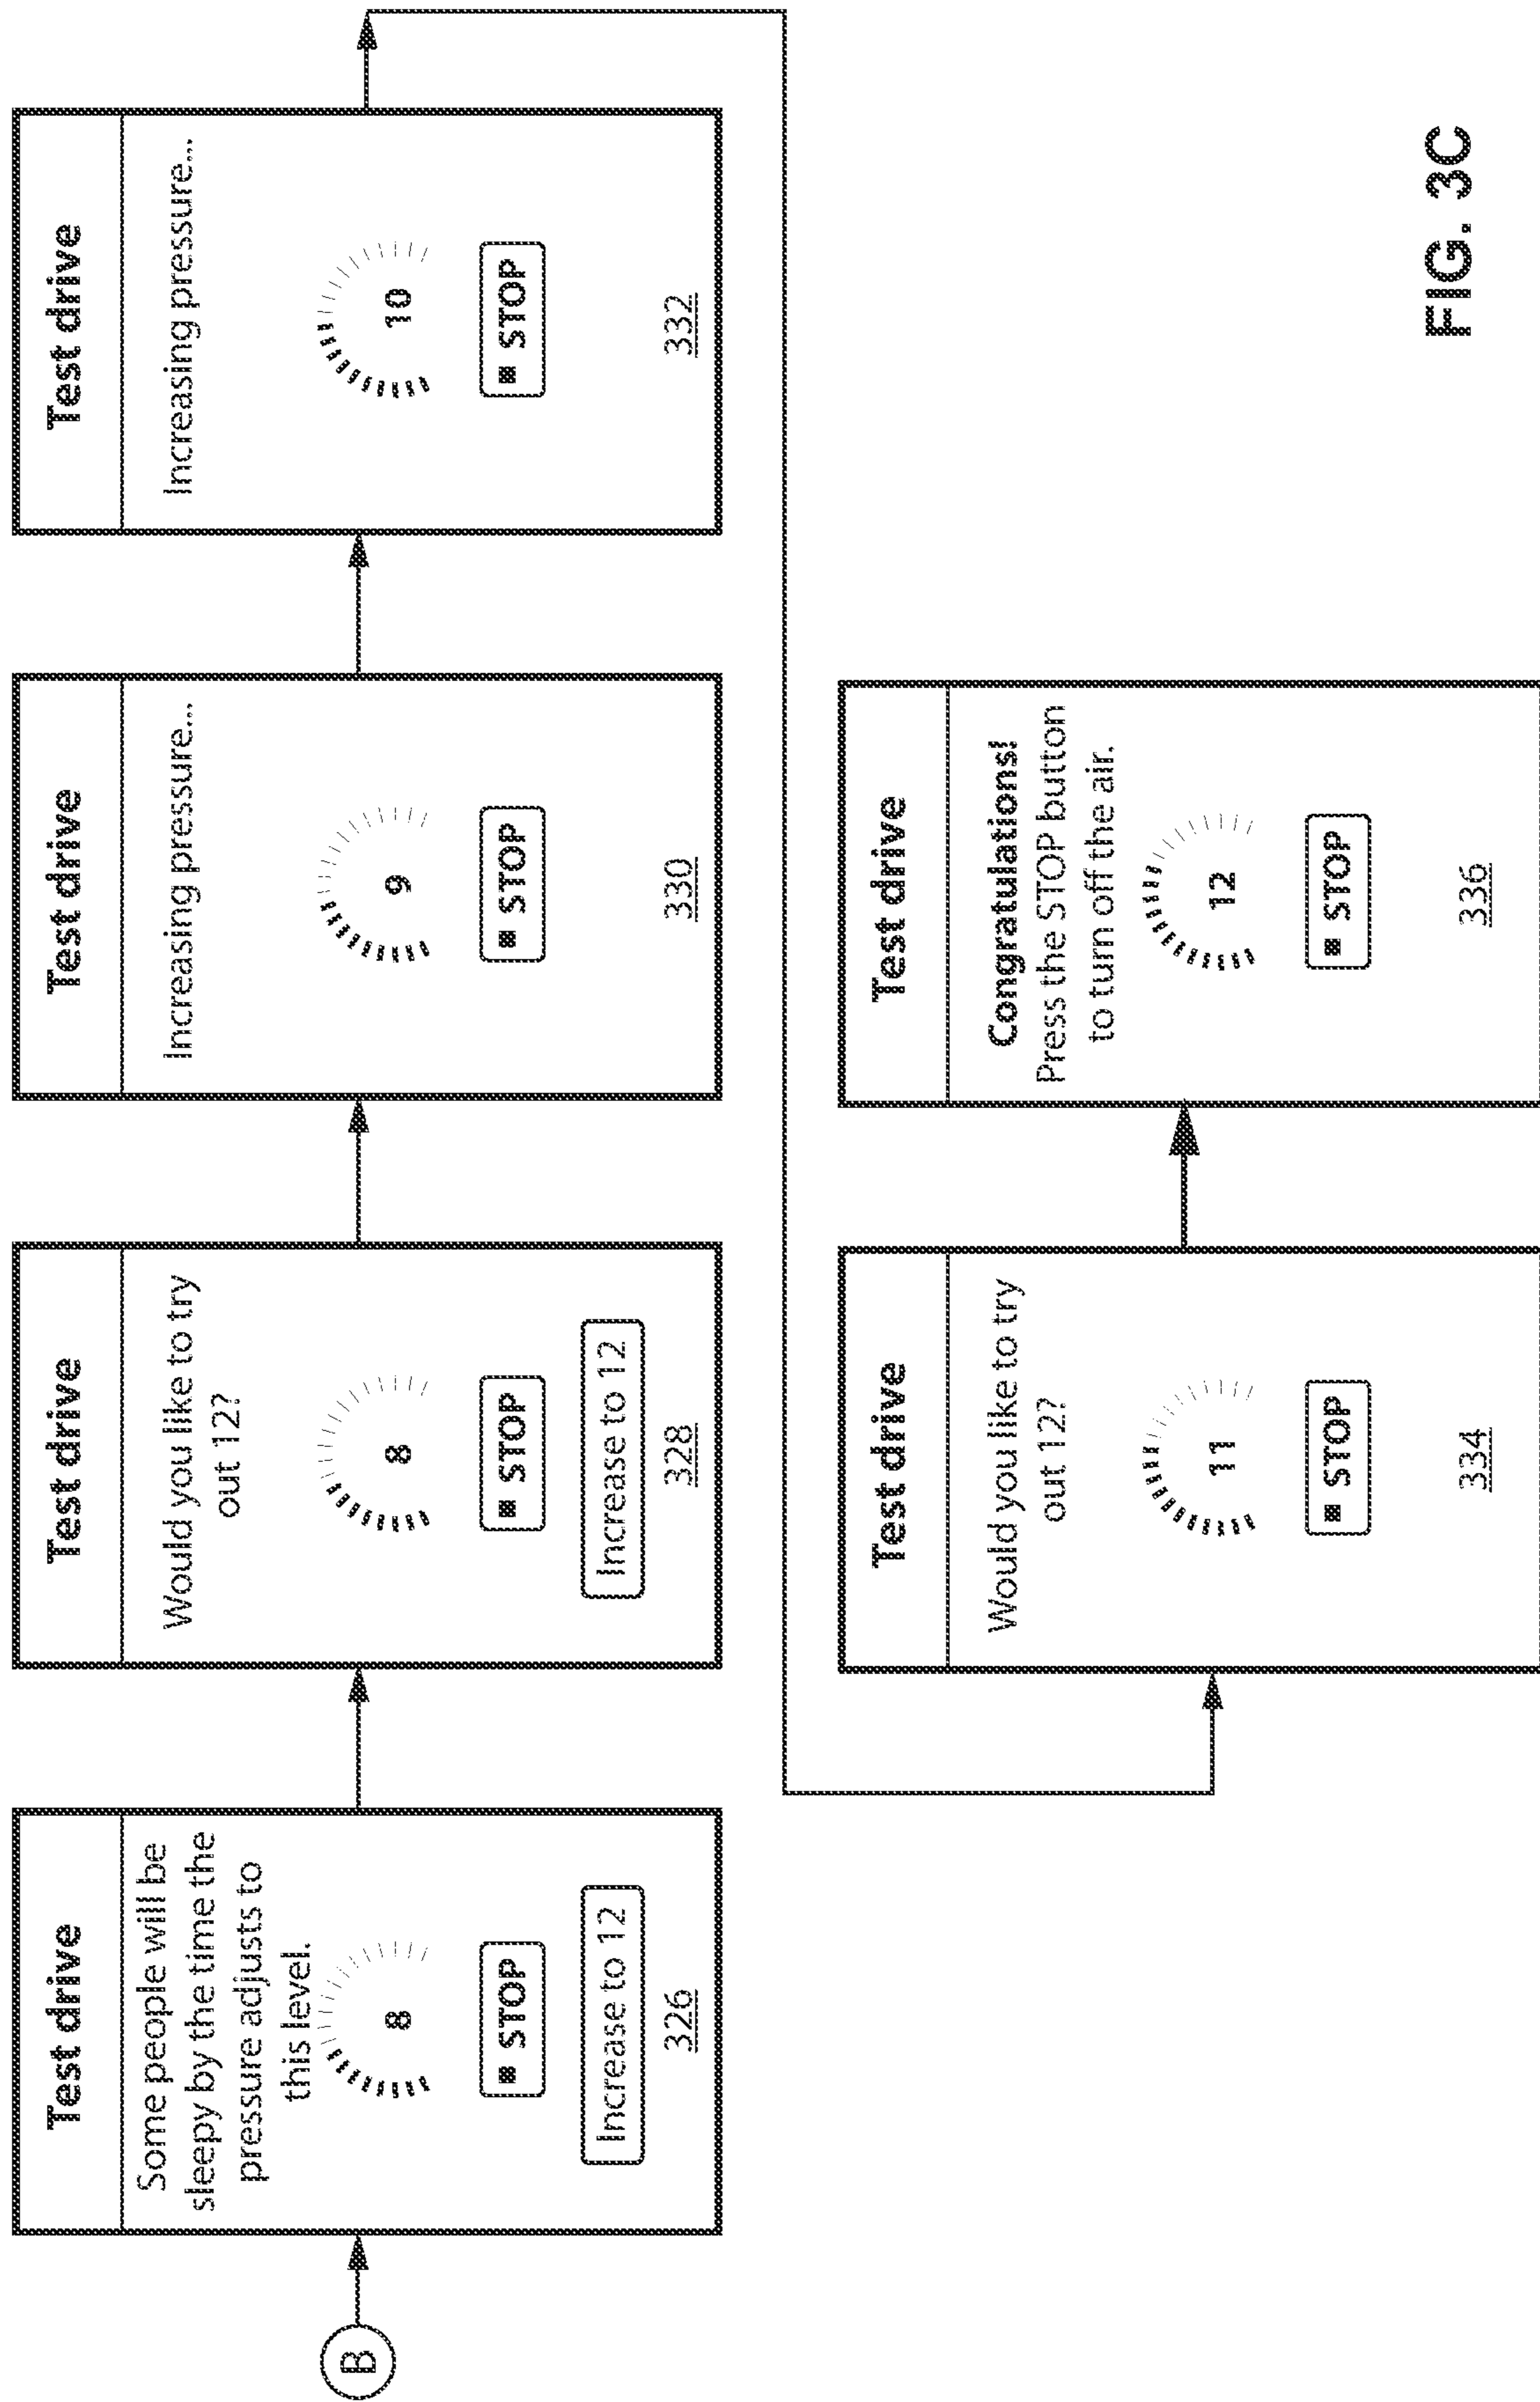 B
Test drive
Some people will be
sleepy by the time the
pressure adjusts to
this level.
8
STOP
Increase to 12
326
Test drive
Would you like to try
out 12?
8
STOP
Increase to 12
328
Test drive
Increasing pressure...
9
STOP
330
Test drive
Increasing pressure...
10
STOP
332
Test drive
Would you like to try
out 12?
11
STOP
334
Test drive
Congratulations!
Press the STOP button
to turn off the air.
12
STOP
336
FIG. 3C